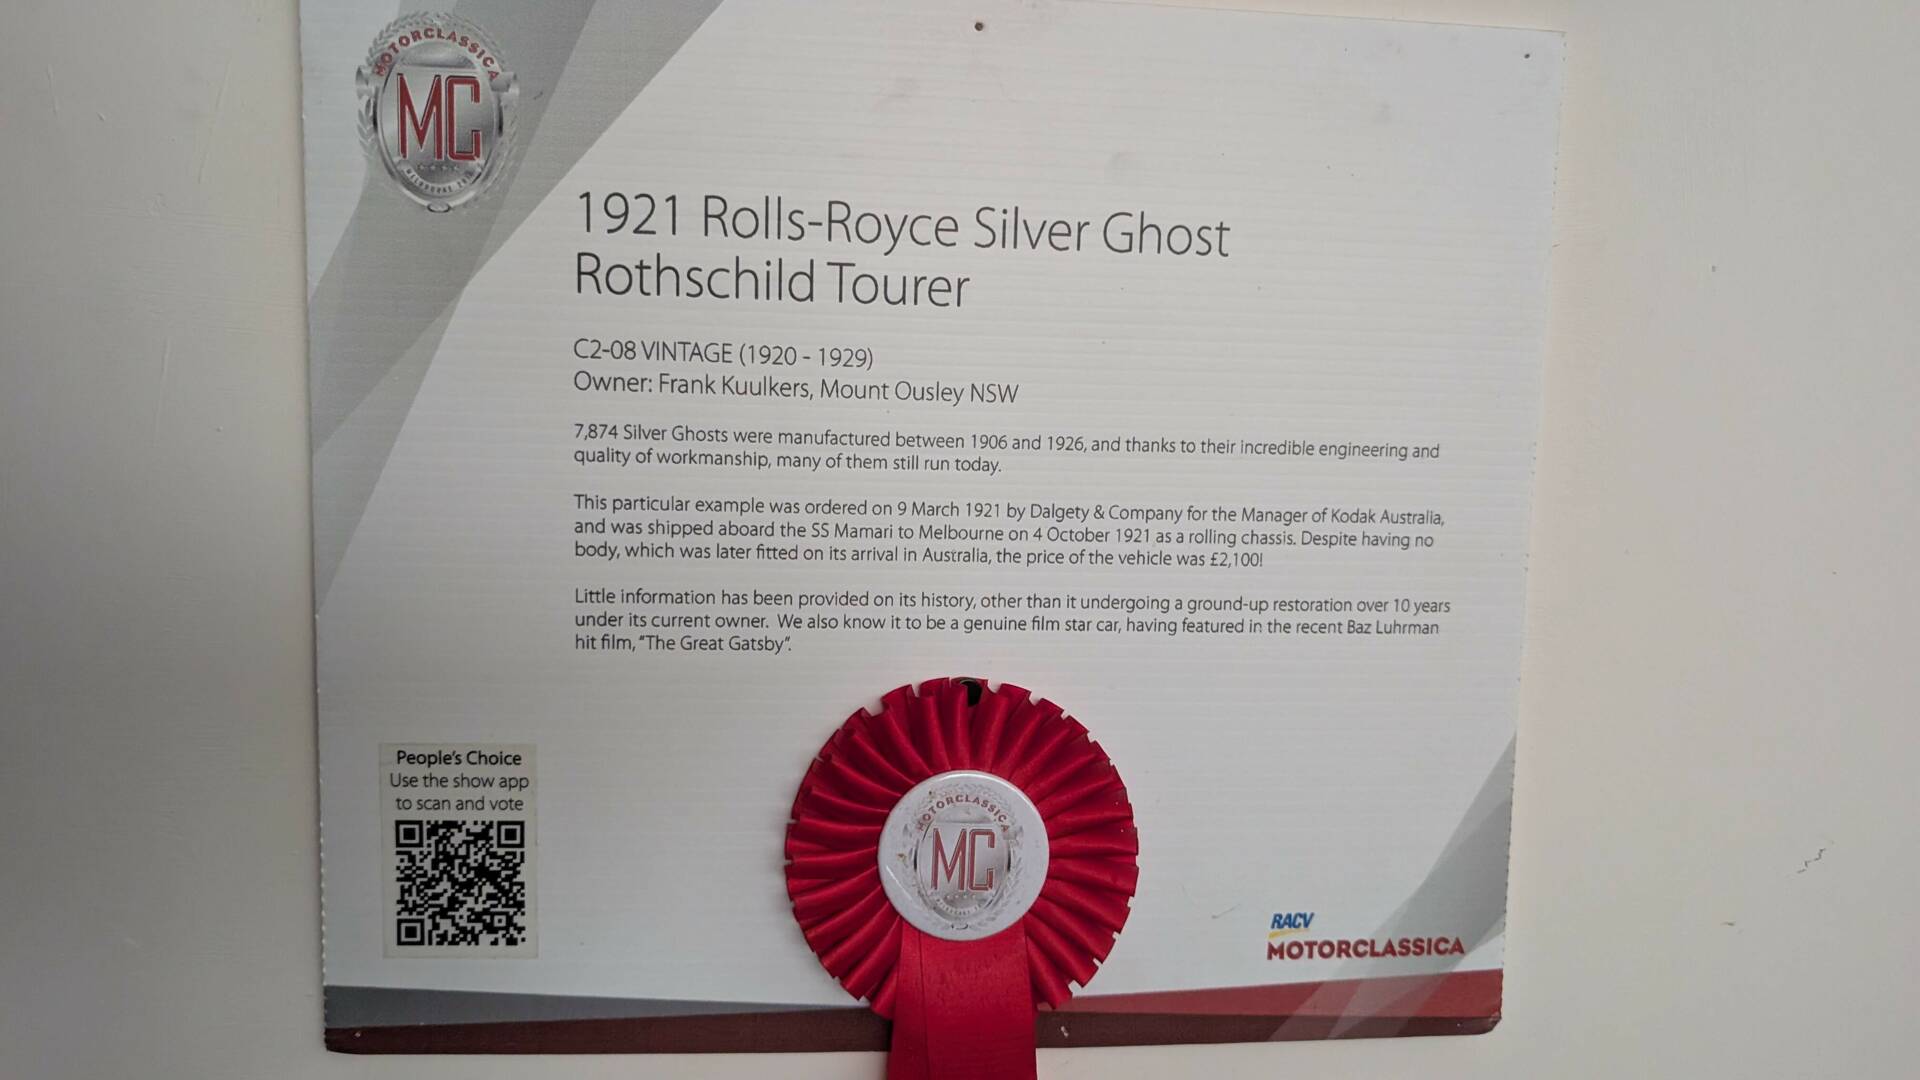 MOTORCLASSICA
MC
1921 Rolls-Royce Silver Ghost
Rothschild Tourer
C2-08 VINTAGE (1920 - 1929)
Owner: Frank Kuulkers, Mount Ousley NSW
7,874 Silver Ghosts were manufactured between 1906 and 1926, and thanks to their incredible engineering and
quality of workmanship, many of them still run today.
This particular example was ordered on 9 March 1921 by Dalgety & Company for the Manager of Kodak Australia,
and was shipped aboard the SS Mamari to Melbourne on 4 October 1921 as a rolling chassis. Despite having no
body, which was later fitted on its arrival in Australia, the price of the vehicle was £2,100!
Little information has been provided on its history, other than it undergoing a ground-up restoration over 10 years
under its current owner. We also know it to be a genuine film star car, having featured in the recent Baz Luhrman
hit film, "The Great Gatsby".
People's Choice
Use the show app
to scan and vote
MOTORCLASSICA
MC
RACV
MOTORCLASSICA